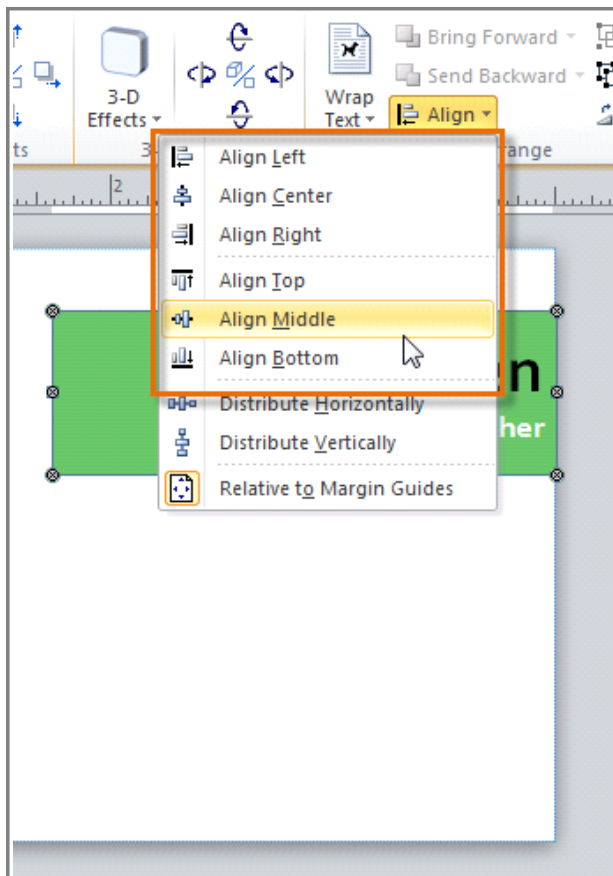 Bring Forward
Send Backward
3-D
Effects
Wrap
Text
Align
ts
3
range
2
Align Left
Align Center
Align Right
Align Top
Align Middle
Align Bottom
n
Distribute Horizontally
her
Distribute Vertically
Relative to Margin Guides